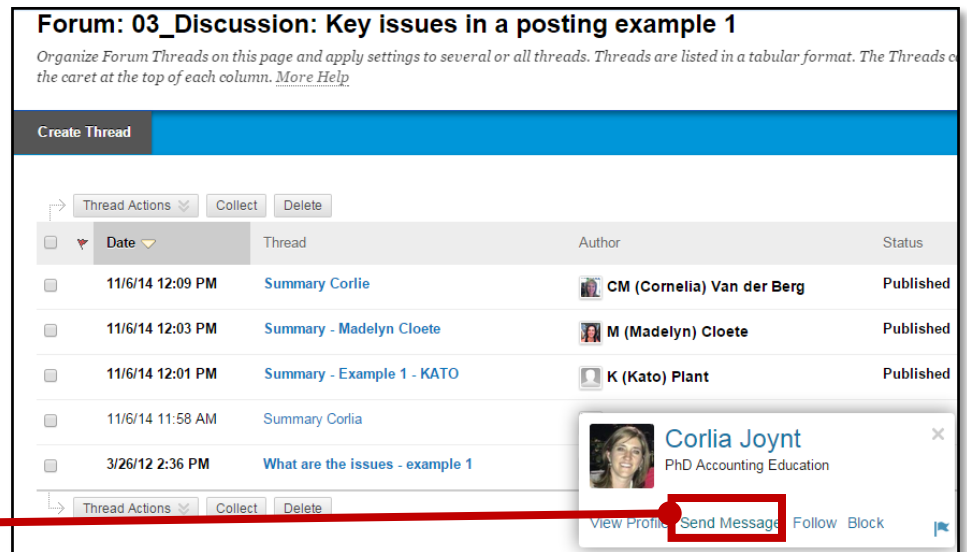 Forum: 03_Discussion: Key issues in a posting example 1
Organize Forum Threads on this page and apply settings to several or all threads. Threads are listed in a tabular format. The Threads
the caret at the top of each column. More Help
Create Thread
Thread Actions Collect Delete
Date Thread Author Status
11/6/14 12:09 PM Summary Corlie CM (Cornelia) Van der Berg Published
11/6/14 12:03 PM Summary - Madelyn Cloete M (Madelyn) Cloete Published
11/6/14 12:01 PM Summary - Example 1 - KATO K (Kato) Plant Published
11/6/14 11:58 AM Summary Corlia
3/26/12 2:36 PM What are the issues - example 1
Corlia Joynt
PhD Accounting Education
View Profile Send Message Follow Block
Thread Actions Collect Delete